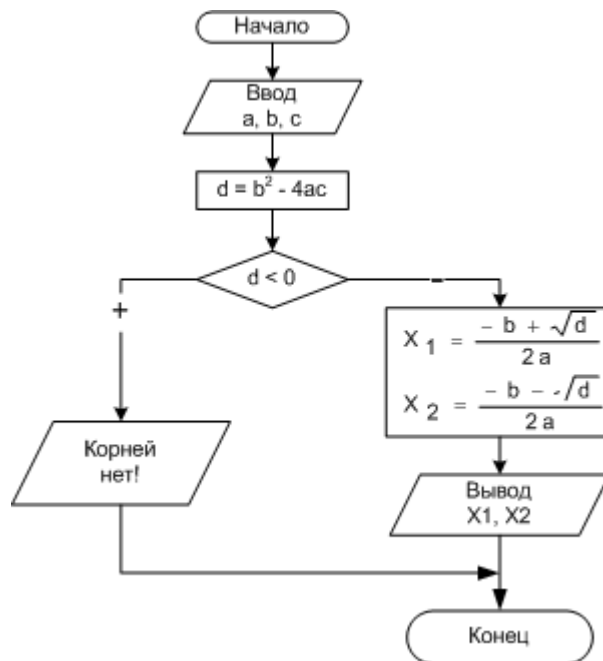 Начало
Ввод
a, b, c
d = b² - 4ac
d < 0
+
-
X 1 = (- b + √d) / 2 a
X 2 = (- b - √d) / 2 a
Корней
нет!
Вывод
X1, X2
Конец